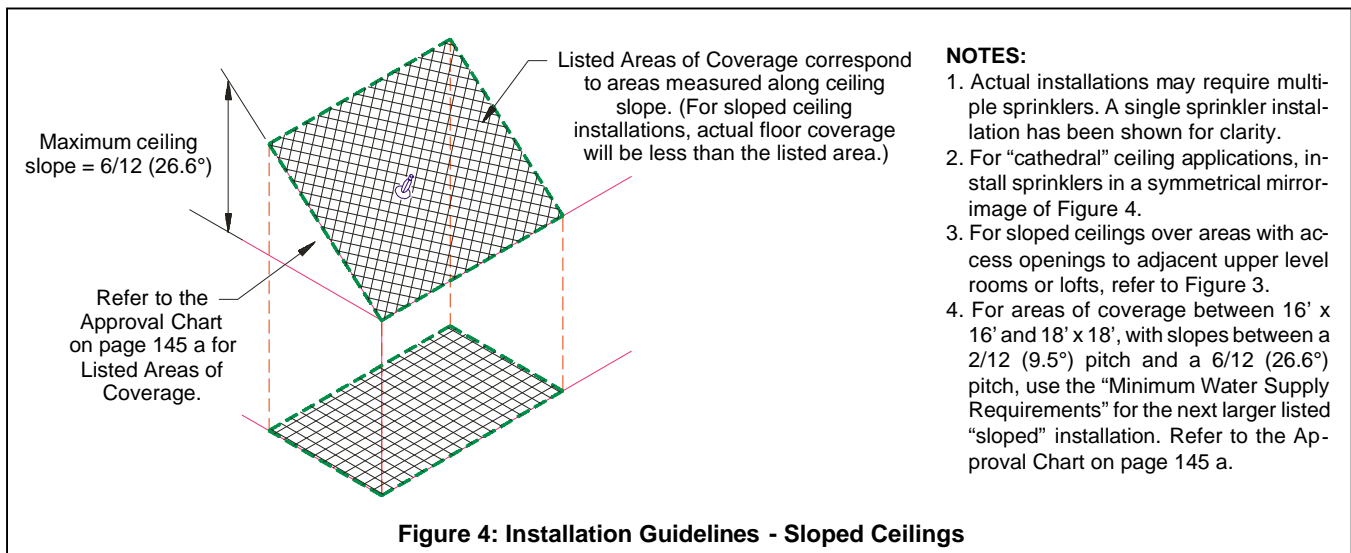 Listed Areas of Coverage correspond
to areas measured along ceiling
slope. (For sloped ceiling
installations, actual floor coverage
will be less than the listed area.)
Maximum ceiling
slope = 6/12 (26.6°)
Refer to the
Approval Chart
on page 145 a for
Listed Areas of
Coverage.
NOTES:
1. Actual installations may require multi-
ple sprinklers. A single sprinkler instal-
lation has been shown for clarity.
2. For “cathedral” ceiling applications, in-
stall sprinklers in a symmetrical mirror-
image of Figure 4.
3. For sloped ceilings over areas with ac-
cess openings to adjacent upper level
rooms or lofts, refer to Figure 3.
4. For areas of coverage between 16’ x
16’ and 18’ x 18’, with slopes between a
2/12 (9.5°) pitch and a 6/12 (26.6°)
pitch, use the “Minimum Water Supply
Requirements” for the next larger listed
“sloped” installation. Refer to the Ap-
proval Chart on page 145 a.
Figure 4: Installation Guidelines - Sloped Ceilings